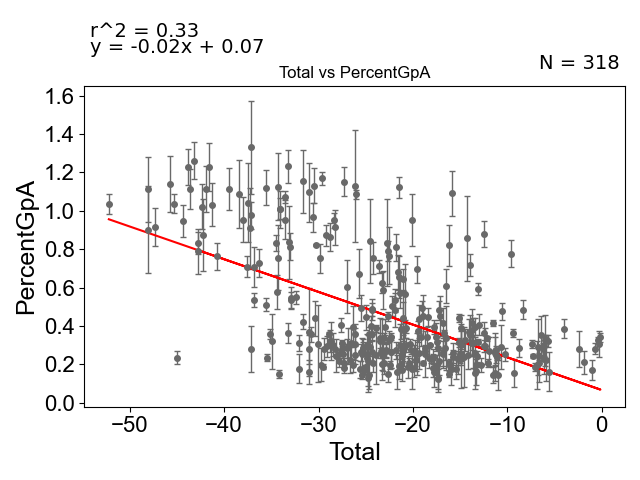 r^2 = 0.33
y = -0.02x + 0.07
N = 318
Total vs PercentGpA
1.6
1.4
1.2
1.0
0.8
0.6
0.4
0.2
0.0
PercentGpA
−50
−40
−30
−20
−10
0
Total